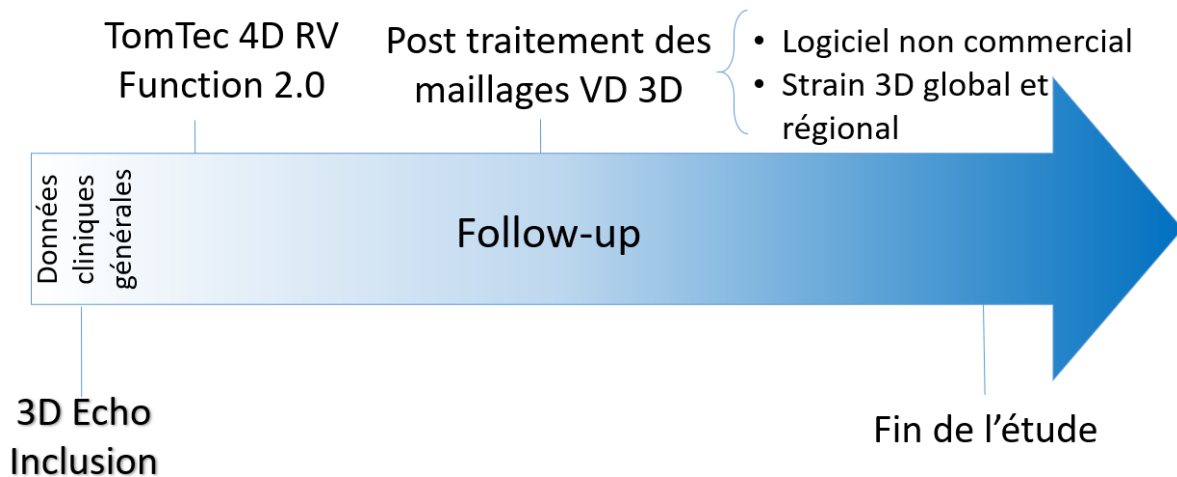 TomTec 4D RV
Function 2.0
Post traitement des
maillages VD 3D
• Logiciel non commercial
• Strain 3D global et
régional
Données
cliniques
générales
Follow-up
3D Echo
Inclusion
Fin de l’étude